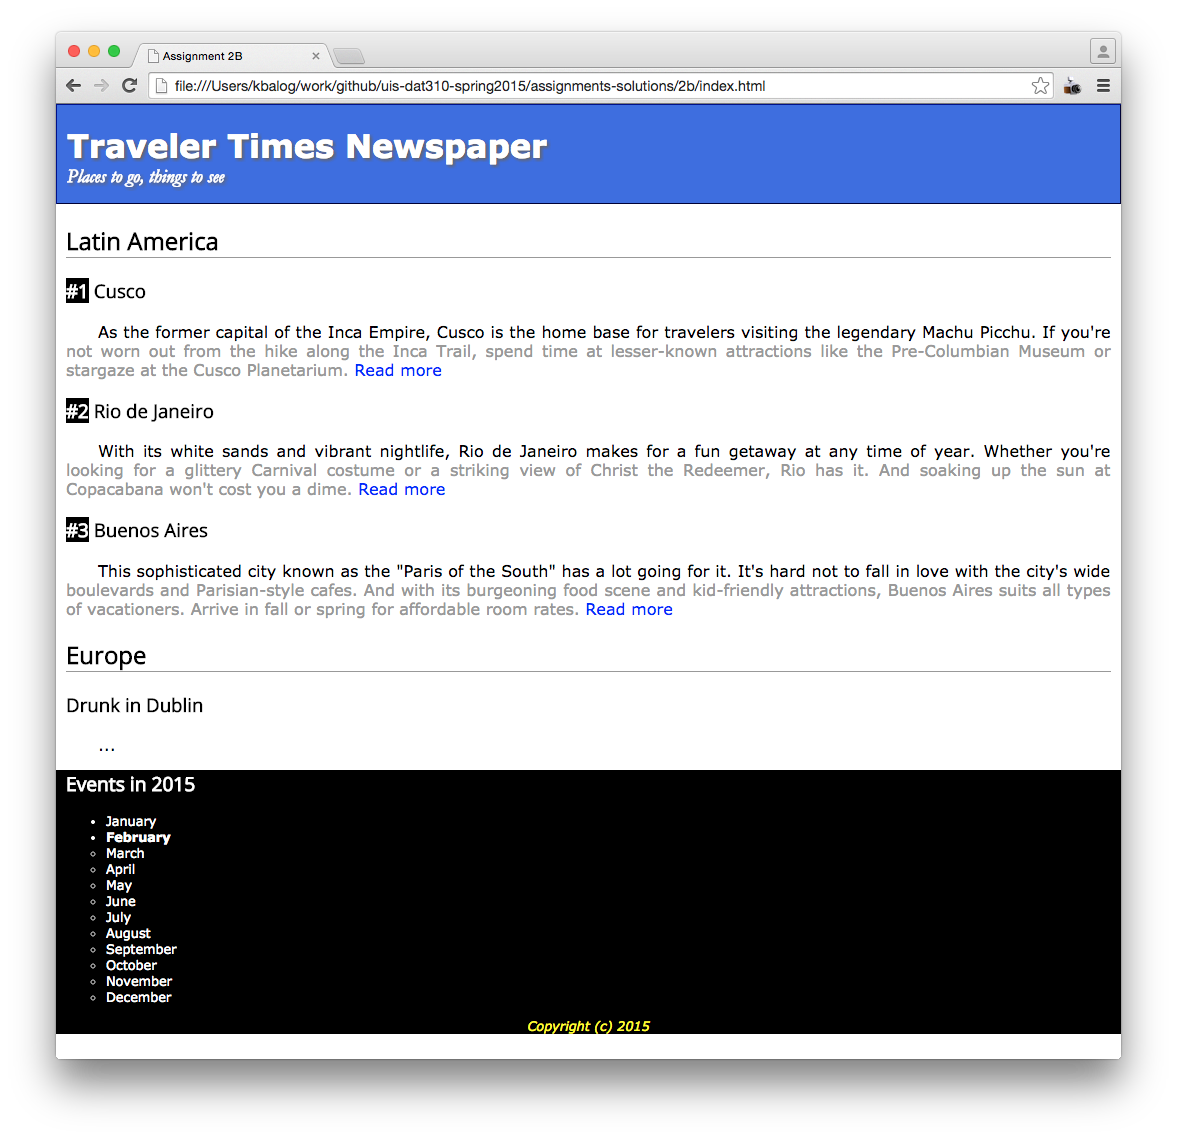 Assignment 2B
file:///Users/kbalog/work/github/uis-dat310-spring2015/assignments-solutions/2b/index.html
Traveler Times Newspaper
Places to go, things to see
Latin America
#1 Cusco
As the former capital of the Inca Empire, Cusco is the home base for travelers visiting the legendary Machu Picchu. If you're
not worn out from the hike along the Inca Trail, spend time at lesser-known attractions like the Pre-Columbian Museum or
stargaze at the Cusco Planetarium. Read more
#2 Rio de Janeiro
With its white sands and vibrant nightlife, Rio de Janeiro makes for a fun getaway at any time of year. Whether you're
looking for a glittery Carnival costume or a striking view of Christ the Redeemer, Rio has it. And soaking up the sun at
Copacabana won't cost you a dime. Read more
#3 Buenos Aires
This sophisticated city known as the "Paris of the South" has a lot going for it. It's hard not to fall in love with the city's wide
boulevards and Parisian-style cafes. And with its burgeoning food scene and kid-friendly attractions, Buenos Aires suits all types
of vacationers. Arrive in fall or spring for affordable room rates. Read more
Europe
Drunk in Dublin
...
Events in 2015
January
February
March
April
May
June
July
August
September
October
November
December
Copyright (c) 2015